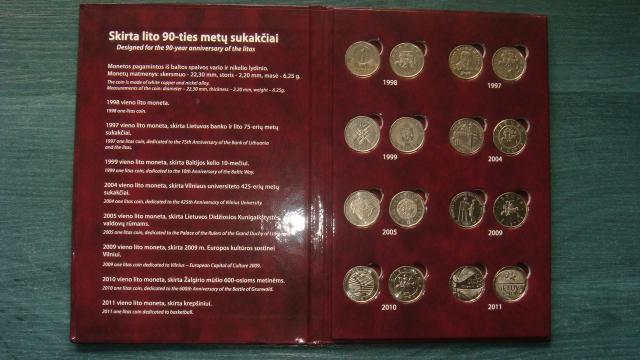 Skirta lito 90-ties metų sukakčiai
Designed for the 90-year anniversary of the litas
Monetos pagamintos iš baltos spalvos vario ir nikelio lydinio.
Monetų matmenys: skersmuo - 22,30 mm, storis - 2,20 mm, masė - 6,25 g.
The coin is made of white copper and nickel alloy.
Measurements of the coin: diameter – 22,30 mm, thickness – 2,20 mm, weight – 6,25g.
1998 vieno lito moneta.
1998 one litas coin.
1997 vieno lito moneta, skirta Lietuvos banko ir lito 75-erių metų
sukakčiai.
1997 one litas coin, dedicated to the 75th Anniversary of the Bank of Lithuania
and the litas.
1999 vieno lito moneta, skirta Baltijos kelio 10-mečiui.
1999 one litas coin, dedicated to the 10th Anniversary of the Baltic Way.
2004 vieno lito moneta, skirta Vilniaus universiteto 425-erių metų
sukakčiai.
2004 one litas coin, dedicated to the 425th Anniversary of Vilnius University.
2005 vieno lito moneta, skirta Lietuvos Didžiosios Kunigaikštystės
valdovų rūmams.
2005 one litas coin, dedicated to the Palace of the Rulers of the Grand Duchy of
2009 vieno lito moneta, skirta 2009 m. Europos kultūros sostinei
Vilniui.
2009 one litas coin, dedicated to Vilnius – European Capital of Culture 2009.
2010 vieno lito moneta, skirta Žalgirio mūšio 600-osioms metinėms.
2010 one litas coin, dedicated to the 600th Anniversary of the Battle of Grunwald.
2011 vieno lito moneta, skirta krepšiniui.
2011 one litas coin, dedicated to basketball.
1998 1997
1999 2004
2005 2009
2010 2011